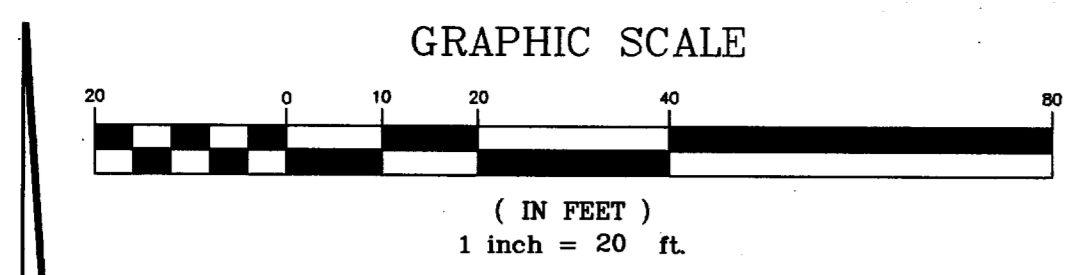 GRAPHIC SCALE
20 0 10 20 40 80
( IN FEET )
1 inch = 20 ft.